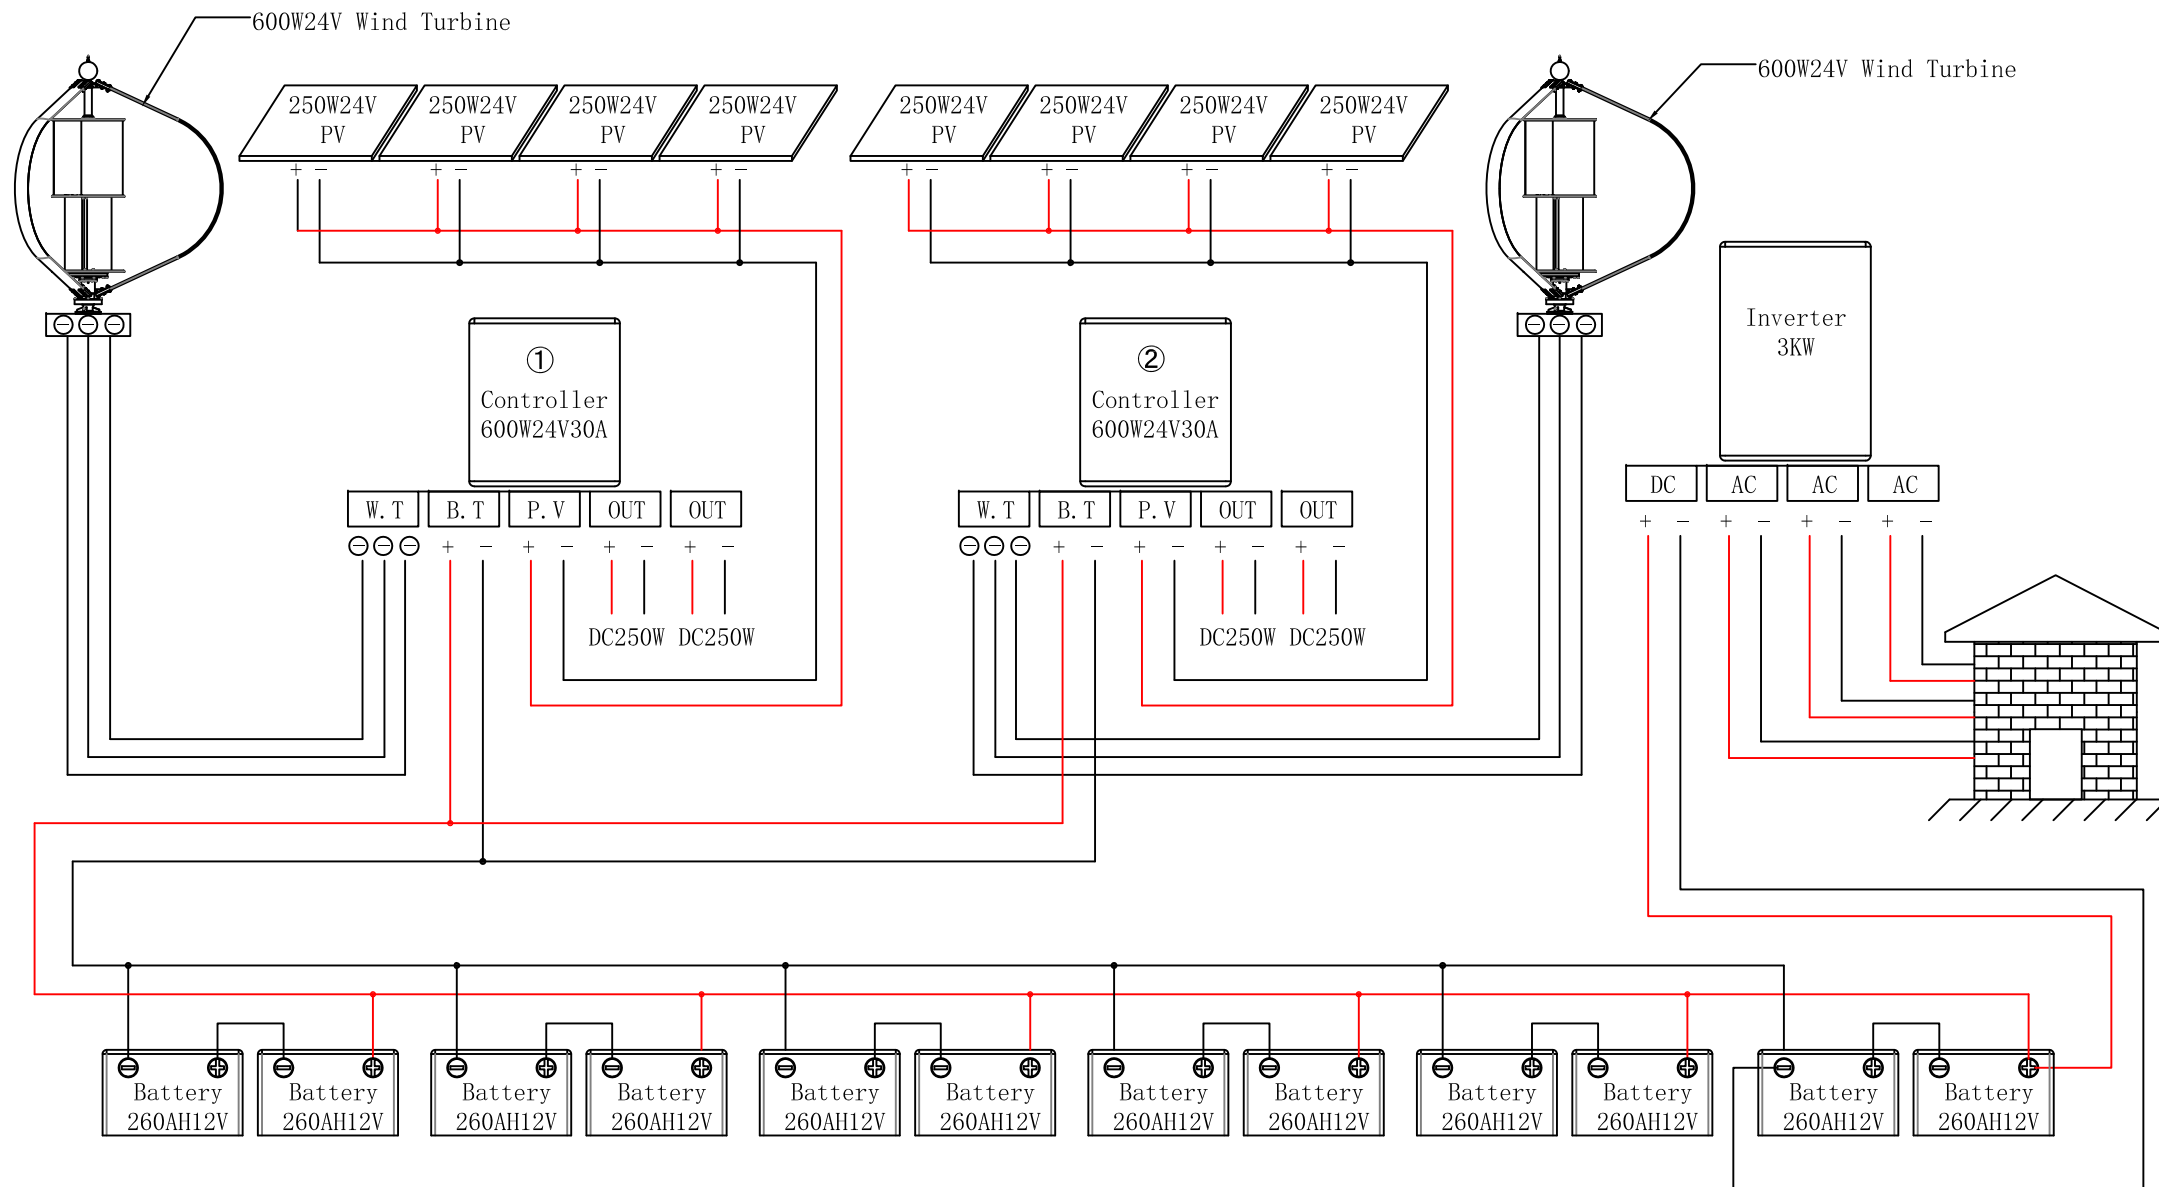 600W24V Wind Turbine
600W24V Wind Turbine
250W24V
PV
250W24V
PV
250W24V
PV
250W24V
PV
250W24V
PV
250W24V
PV
250W24V
PV
250W24V
PV
+ − + − + − + −
+ − + − + − + −
①
Controller
600W24V30A
②
Controller
600W24V30A
Inverter
3KW
W.T B.T P.V OUT OUT
+ − + − + − + −
DC250W DC250W
W.T B.T P.V OUT OUT
+ − + − + − + −
DC250W DC250W
DC AC AC AC
+ − + − + − + −
Battery
260AH12V
Battery
260AH12V
Battery
260AH12V
Battery
260AH12V
Battery
260AH12V
Battery
260AH12V
Battery
260AH12V
Battery
260AH12V
Battery
260AH12V
Battery
260AH12V
Battery
260AH12V
Battery
260AH12V